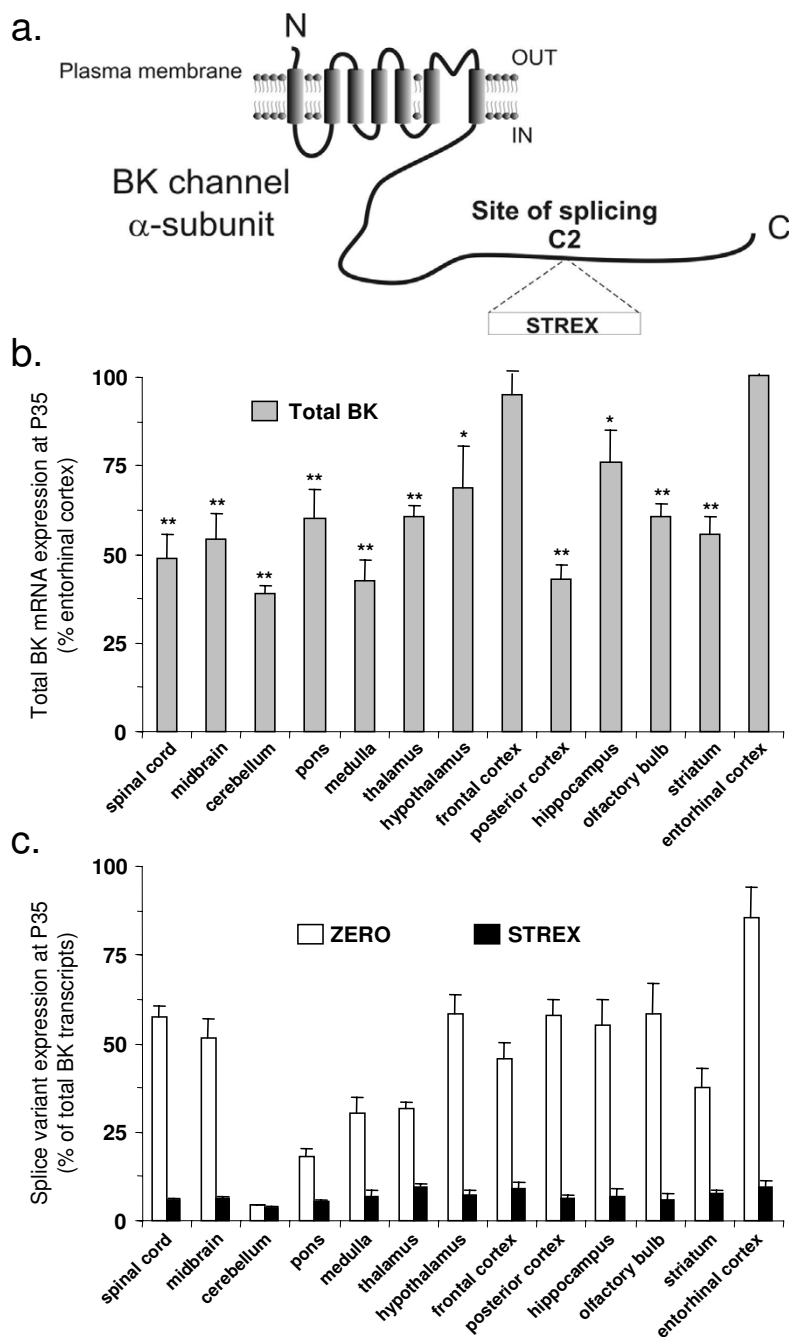 a.
N
Plasma membrane
OUT
IN
BK channel
α-subunit
Site of splicing
C2
C
STREX
b.
Total BK mRNA expression at P35
(% entorhinal cortex)
100
75
50
25
0
Total BK
**
**
**
**
**
**
*
**
*
**
**
spinal cord
midbrain
cerebellum
pons
medulla
thalamus
hypothalamus
frontal cortex
posterior cortex
hippocampus
olfactory bulb
striatum
entorhinal cortex
c.
Splice variant expression at P35
(% of total BK transcripts)
100
75
50
25
0
ZERO
STREX
spinal cord
midbrain
cerebellum
pons
medulla
thalamus
hypothalamus
frontal cortex
posterior cortex
hippocampus
olfactory bulb
striatum
entorhinal cortex